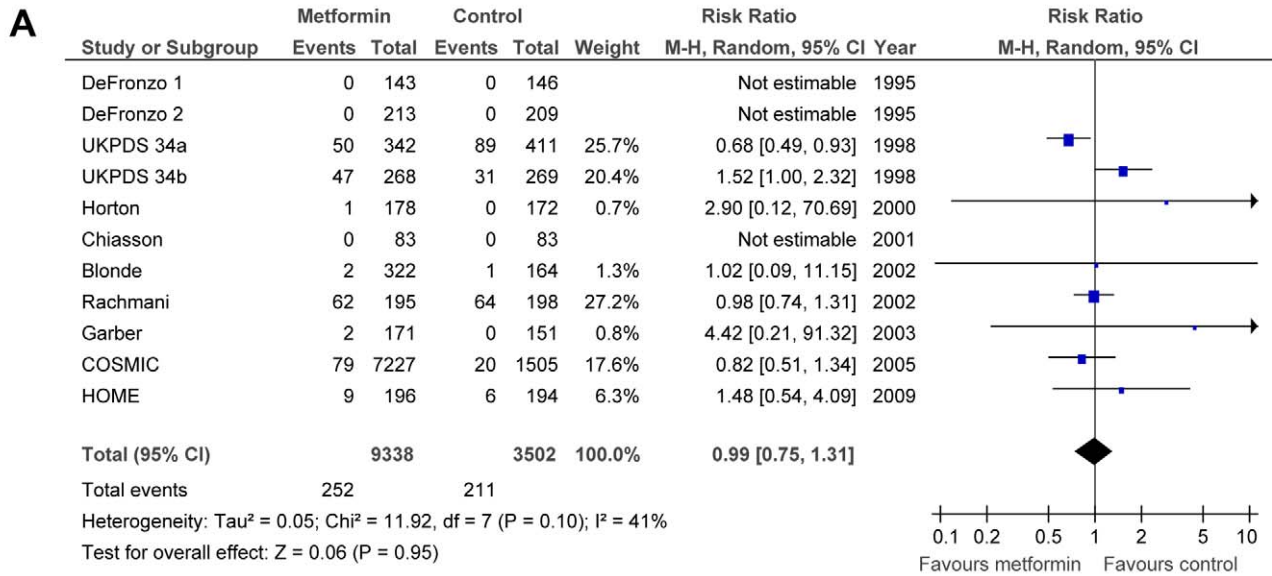 A
Metformin Control Risk Ratio Risk Ratio
Study or Subgroup Events Total Events Total Weight M-H, Random, 95% CI Year M-H, Random, 95% CI
DeFronzo 1 0 143 0 146 Not estimable 1995
DeFronzo 2 0 213 0 209 Not estimable 1995
UKPDS 34a 50 342 89 411 25.7% 0.68 [0.49, 0.93] 1998
UKPDS 34b 47 268 31 269 20.4% 1.52 [1.00, 2.32] 1998
Horton 1 178 0 172 0.7% 2.90 [0.12, 70.69] 2000
Chiasson 0 83 0 83 Not estimable 2001
Blonde 2 322 1 164 1.3% 1.02 [0.09, 11.15] 2002
Rachmani 62 195 64 198 27.2% 0.98 [0.74, 1.31] 2002
Garber 2 171 0 151 0.8% 4.42 [0.21, 91.32] 2003
COSMIC 79 7227 20 1505 17.6% 0.82 [0.51, 1.34] 2005
HOME 9 196 6 194 6.3% 1.48 [0.54, 4.09] 2009
Total (95% CI) 9338 3502 100.0% 0.99 [0.75, 1.31]
Total events 252 211
Heterogeneity: Tau² = 0.05; Chi² = 11.92, df = 7 (P = 0.10); I² = 41%
Test for overall effect: Z = 0.06 (P = 0.95)
0.1 0.2 0.5 1 2 5 10
Favours metformin Favours control